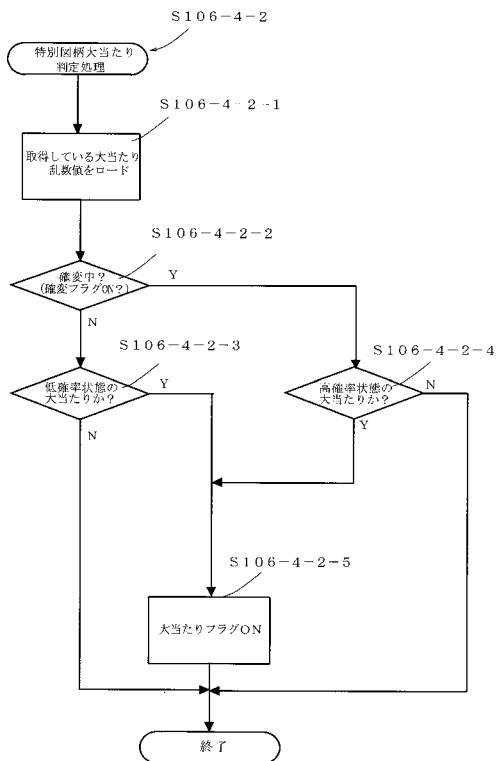 S106-4-2
特別図柄大当たり
判定処理
S106-4-2-1
取得している大当たり
乱数値をロード
S106-4-2-2
確変中?
(確変フラグON?)
Y
N
S106-4-2-3
低確率状態の
大当たりか?
Y
N
S106-4-2-4
高確率状態の
大当たりか?
N
Y
S106-4-2-5
大当たりフラグON
終了